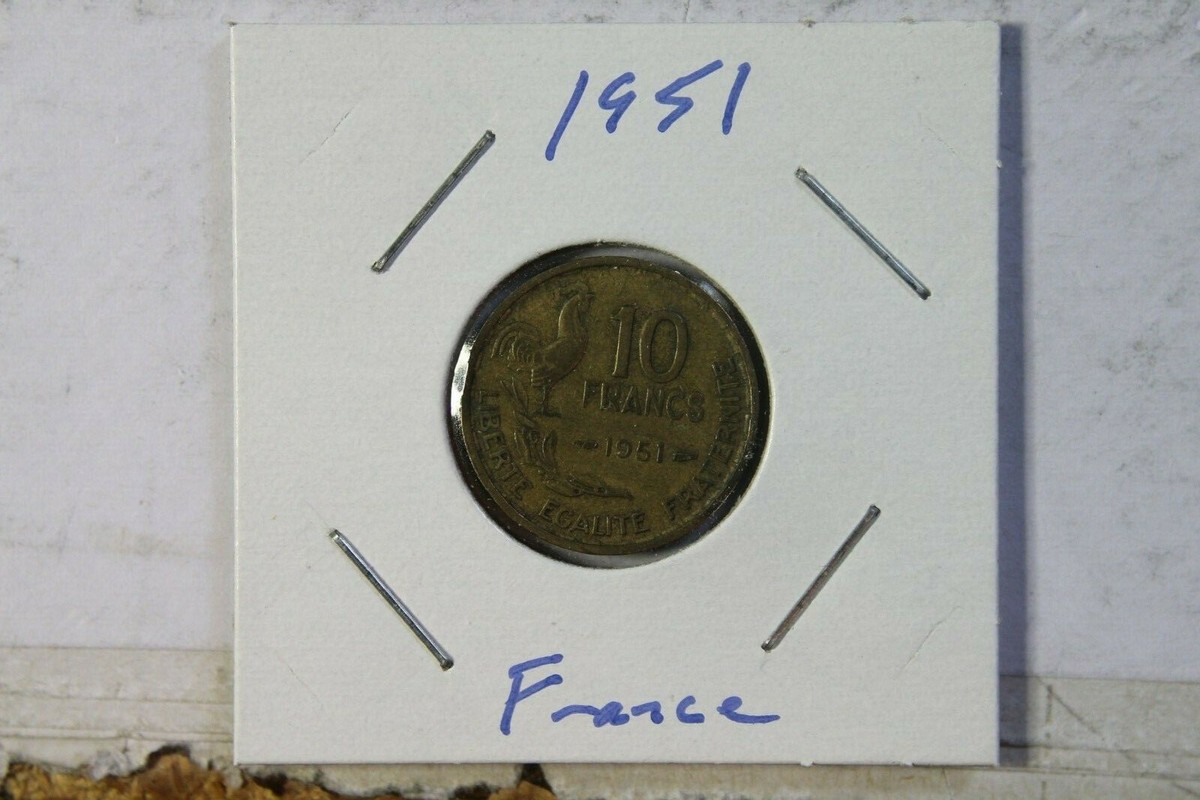 1951
10
FRANCS
1951
LIBERTE EGALITE FRATERNITE
France